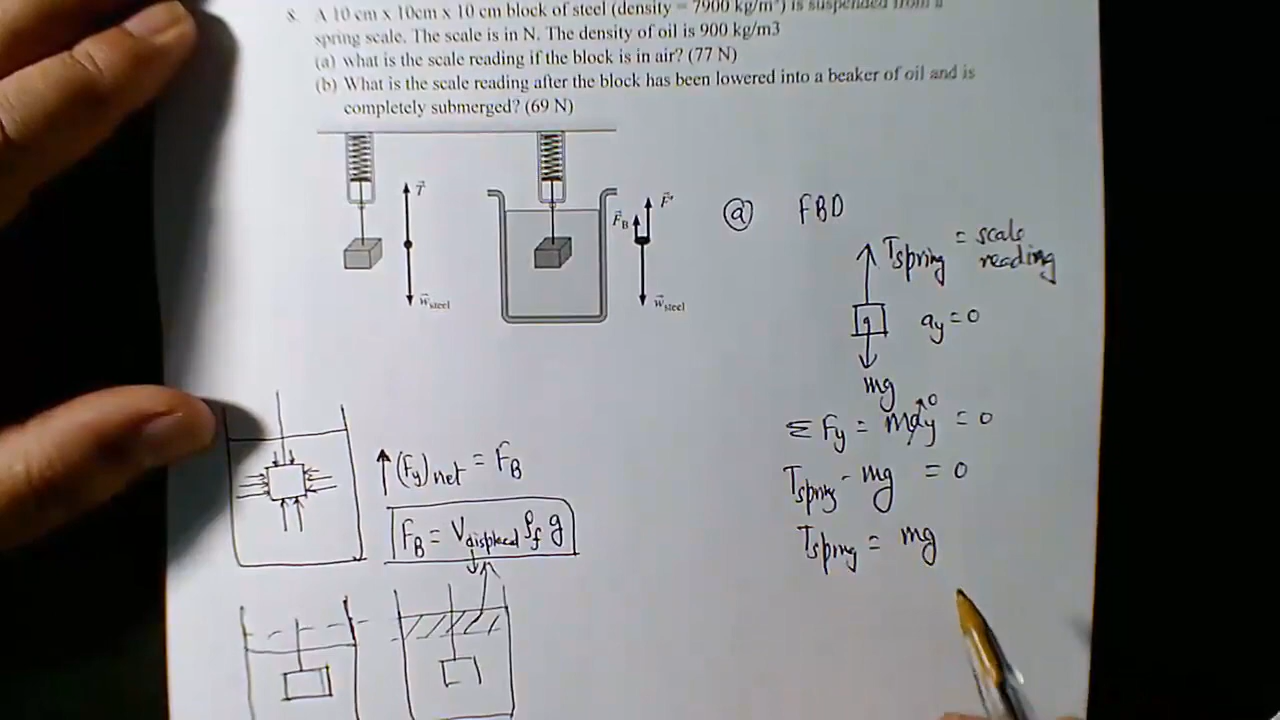 8. A 10 cm x 10cm x 10 cm block of steel (density = 7900 kg/m³) is suspended from a
spring scale. The scale is in N. The density of oil is 900 kg/m3
(a) what is the scale reading if the block is in air? (77 N)
(b) What is the scale reading after the block has been lowered into a beaker of oil and is
completely submerged? (69 N)
T⃗
w⃗steel
F⃗B
F⃗'
w⃗steel
(a) FBD
Tspring = scale
reading
ay = 0
mg
ΣFy = may→0 = 0
Tspring - mg = 0
Tspring = mg
↑(Fy)net = FB
FB = Vdisplaced ρf g